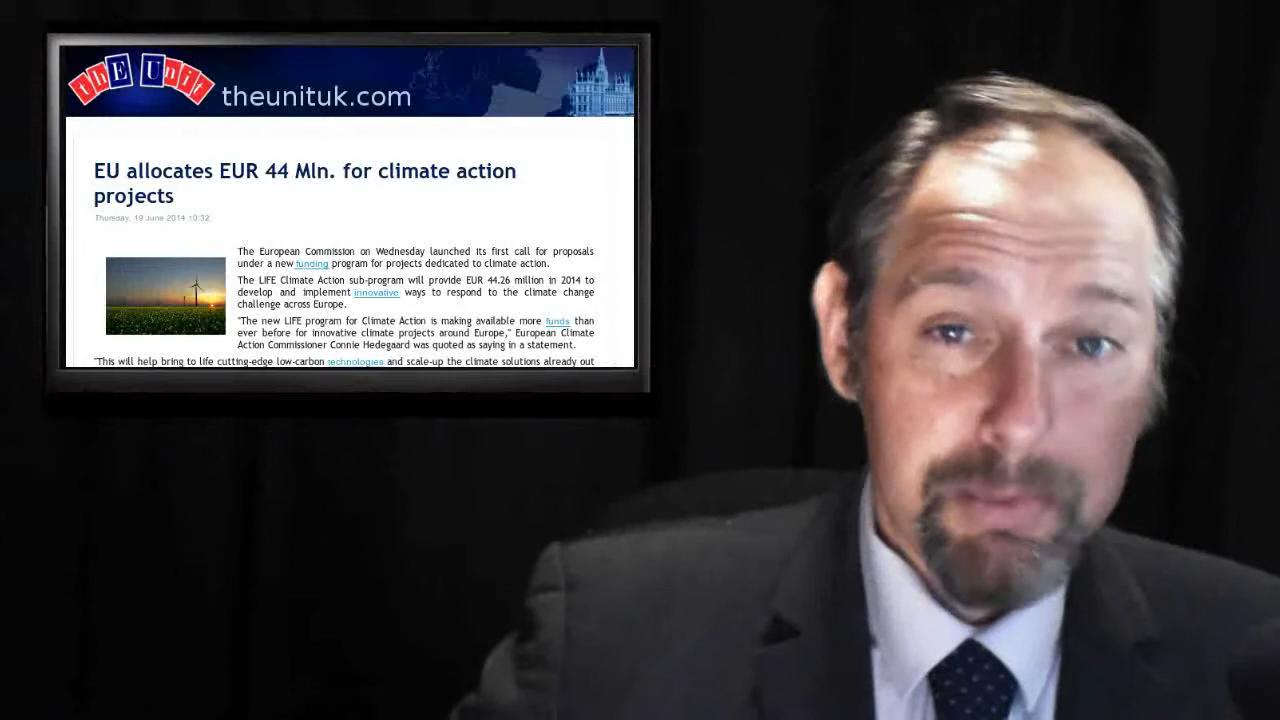 thE Unit
theunituk.com
EU allocates EUR 44 Mln. for climate action
projects
Thursday, 19 June 2014 10:32
The European Commission on Wednesday launched its first call for proposals
under a new funding program for projects dedicated to climate action.
The LIFE Climate Action sub-program will provide EUR 44.26 million in 2014 to
develop and implement innovative ways to respond to the climate change
challenge across Europe.
"The new LIFE program for Climate Action is making available more funds than
ever before for innovative climate projects around Europe," European Climate
Action Commissioner Connie Hedegaard was quoted as saying in a statement.
"This will help bring to life cutting-edge low-carbon technologies and scale-up the climate solutions already out